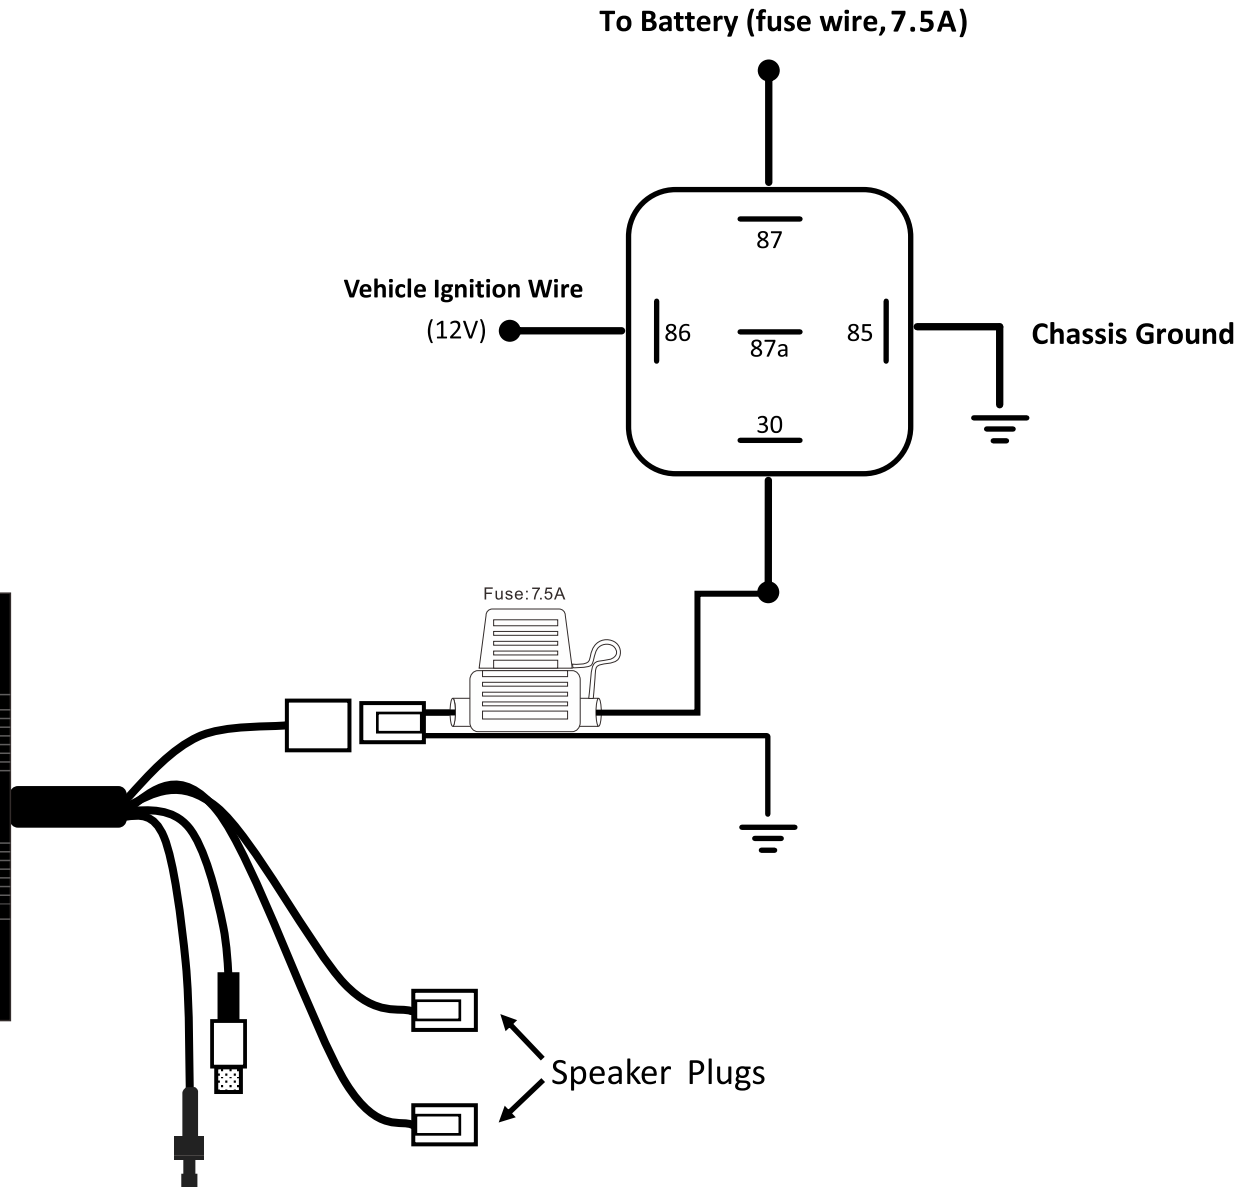 To Battery (fuse wire, 7.5A)
87
Vehicle Ignition Wire
(12V)
86
87a
85
Chassis Ground
30
Fuse:7.5A
Speaker Plugs